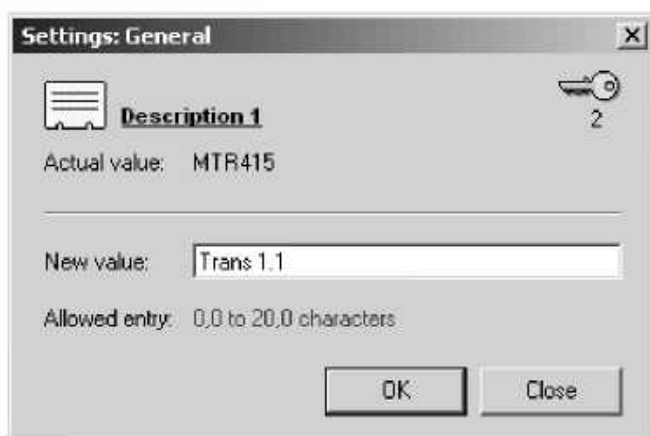 Settings: General
Description 1
2
Actual value: MTR415
New value: Trans 1.1
Allowed entry: 0,0 to 20,0 characters
OK Close